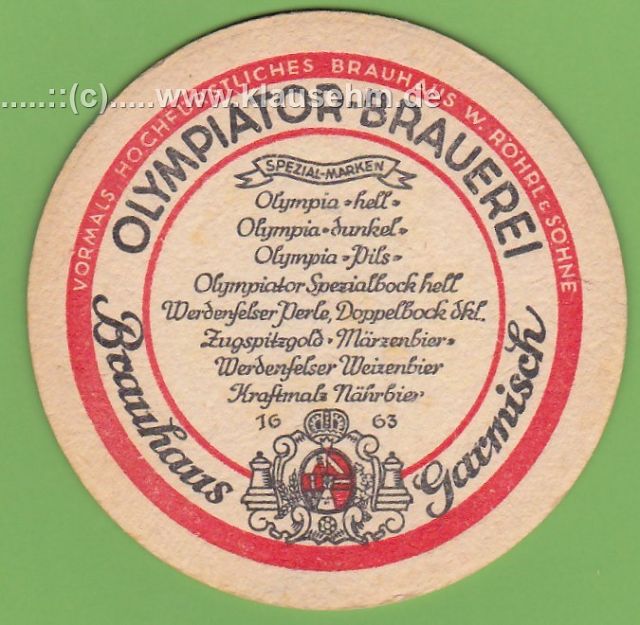 ......::(c).....www.klausehm.de
VORMALS HOCHFÜRSTLICHES BRAUHAUS W. RÖHRL & SÖHNE
OLYMPIATOR-BRAUEREI
SPEZIAL-MARKEN
Olympia »hell«
Olympia »dunkel«
Olympia »Pils«
Olympiator Spezialbock hell
Werdenfelser Perle, Doppelbock dkl.
Zugspitzgold »Märzenbier«
Werdenfelser Weizenbier
Kraftmalz Nährbier
16 63
Brauhaus Garmisch